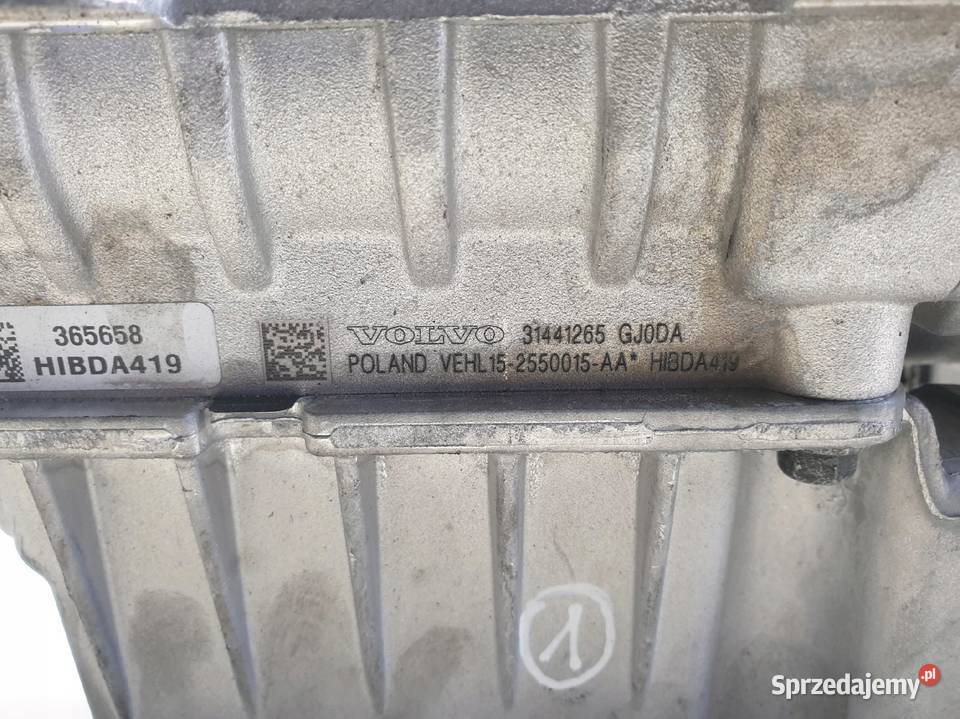 365658
HIBDA419
VOLVO 31441265 GJ0DA
POLAND VEHL15-2550015-AA* HIBDA419
1
Sprzedajemy.pl